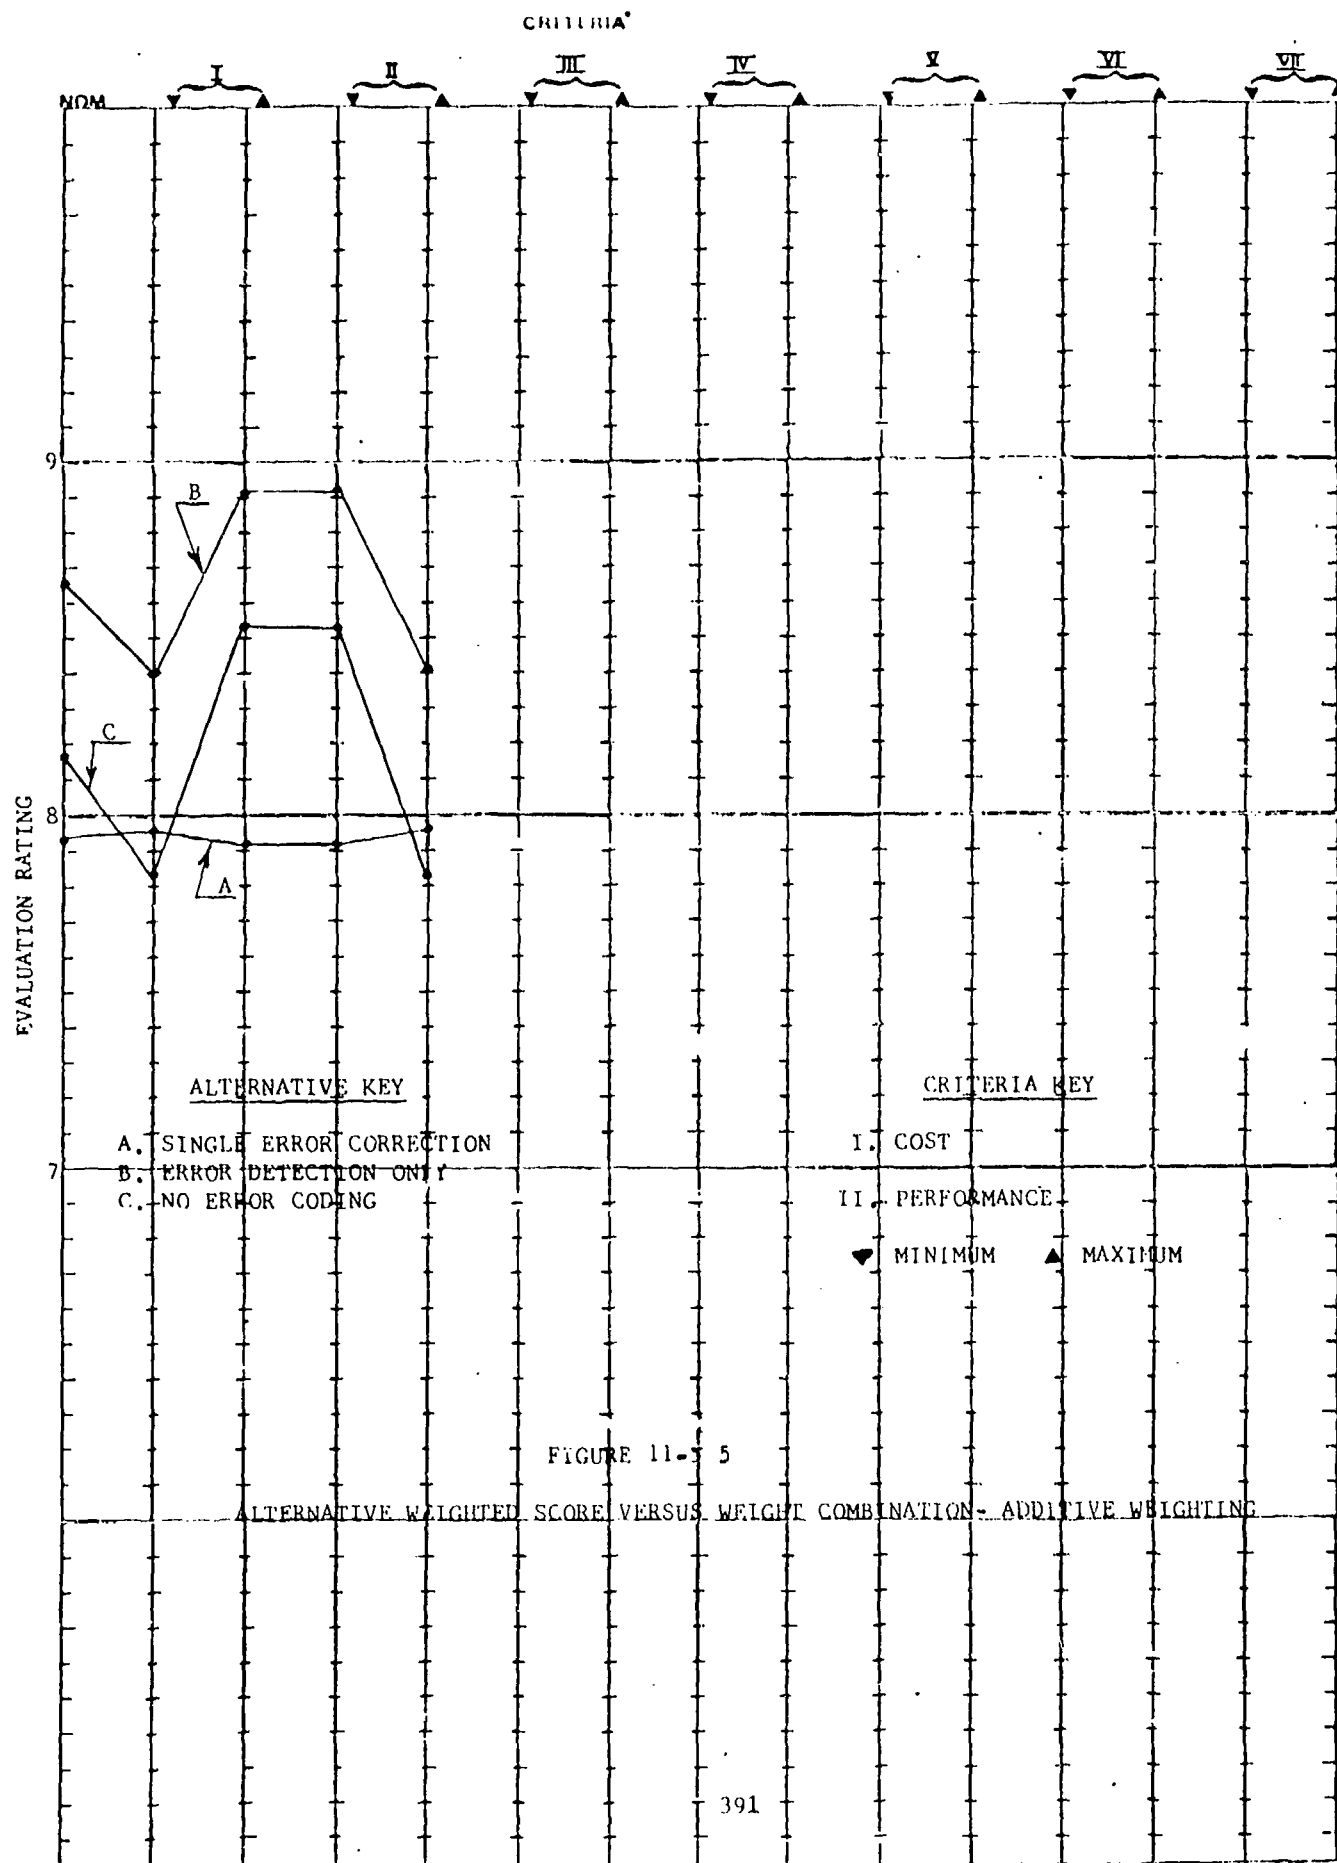 CRITERIA
I II III IV V VI VII
NOM
9
B
C
8
EVALUATION RATING
A
ALTERNATIVE KEY
A. SINGLE ERROR CORRECTION
B. ERROR DETECTION ONLY
C. NO ERROR CODING
7
CRITERIA KEY
I. COST
II. PERFORMANCE
▼ MINIMUM ▲ MAXIMUM
FIGURE 11- 5
ALTERNATIVE WEIGHTED SCORE VERSUS WEIGHT COMBINATION- ADDITIVE WEIGHTING
391